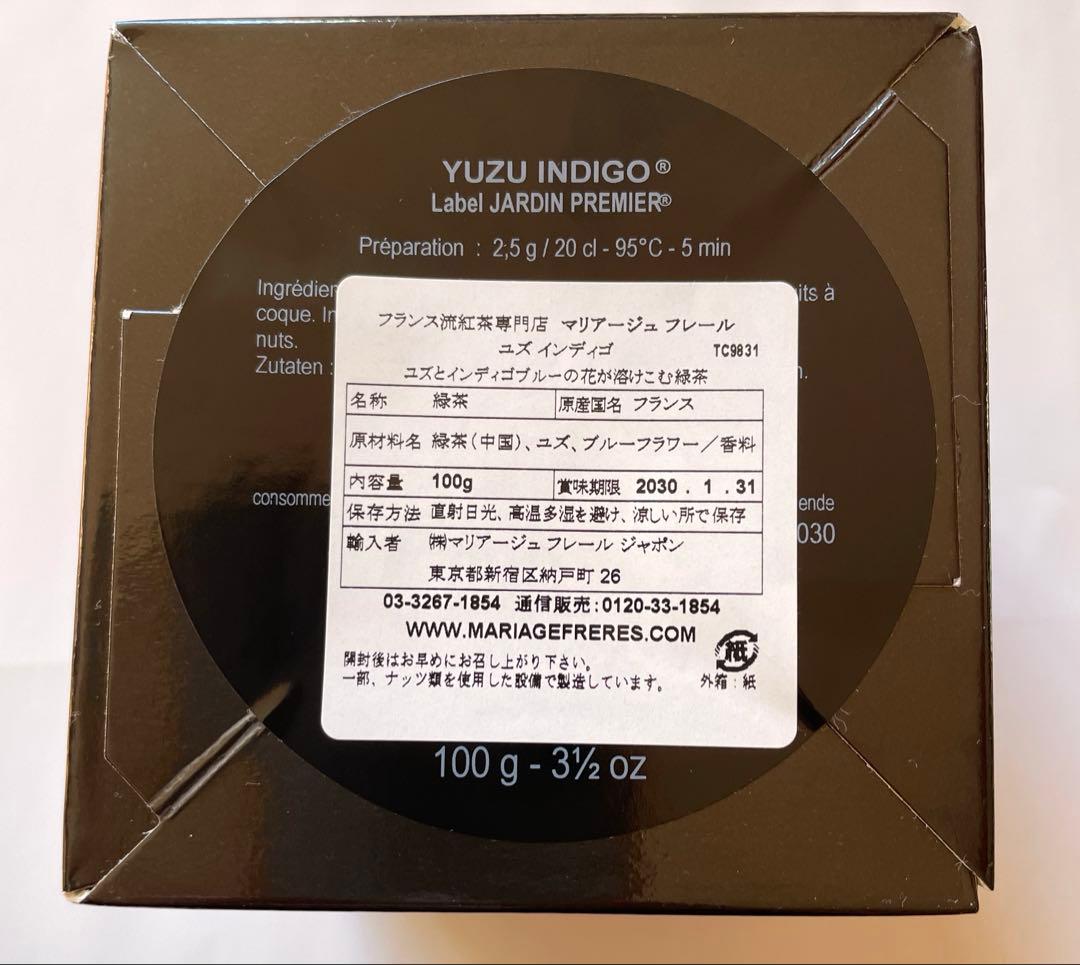 YUZU INDIGO®
Label JARDIN PREMIER®
Préparation : 2,5 g / 20 cl - 95°C - 5 min
coque.
nuts.
Zutaten :
フランス流紅茶専門店 マリアージュ フレール
ユズ インディゴ TC9831
ユズとインディゴブルーの花が溶けこむ緑茶
名称 緑茶 原産国名 フランス
原材料名 緑茶(中国)、ユズ、ブルーフラワー/香料
内容量 100g 賞味期限 2030 . 1 . 31
保存方法 直射日光、高温多湿を避け、涼しい所で保存
輸入者 ㈱マリアージュ フレール ジャポン
東京都新宿区納戸町 26
03-3267-1854 通信販売:0120-33-1854
WWW.MARIAGEFRERES.COM
紙
開封後はお早めにお召し上がり下さい。
一部、ナッツ類を使用した設備で製造しています。 外箱:紙
100 g - 3½ oz